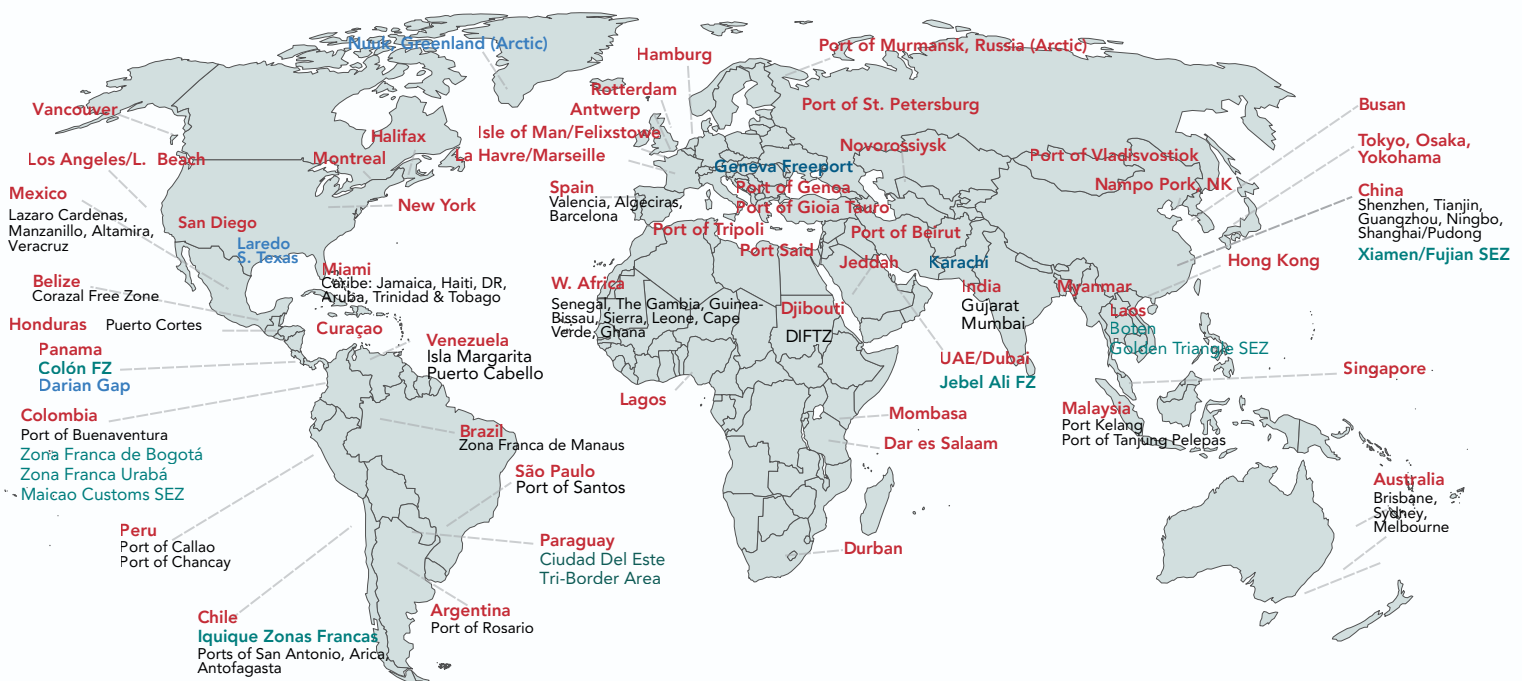 Nuuk, Greenland (Arctic)
Hamburg
Port of Murmansk, Russia (Arctic)
Rotterdam
Antwerp
Port of St. Petersburg
Vancouver
Halifax
Isle of Man/Felixstowe
Busan
Los Angeles/L. Beach
Montreal
La Havre/Marseille
Novorossiysk
Port of Vladisvostiok
Tokyo, Osaka,
Yokohama
Geneva Freeport
Mexico
Lazaro Cardenas,
Manzanillo, Altamira,
Veracruz
New York
Spain
Valencia, Algeciras,
Barcelona
Port of Genoa
Port of Gioia Tauro
Nampo Pork, NK
China
Shenzhen, Tianjin,
Guangzhou, Ningbo,
Shanghai/Pudong
Xiamen/Fujian SEZ
San Diego
Laredo
S. Texas
Port of Tripoli
Port Said
Port of Beirut
Jeddah
Karachi
Hong Kong
Belize
Corazal Free Zone
Miami
Caribe: Jamaica, Haiti, DR,
Aruba, Trinidad & Tobago
W. Africa
Senegal, The Gambia, Guinea-
Bissau, Sierra, Leone, Cape
Verde, Ghana
Djibouti
DIFTZ
India
Gujarat
Mumbai
Myanmar
Laos
Boten
Golden Triangle SEZ
Honduras
Puerto Cortes
Curaçao
Panama
Colón FZ
Darian Gap
Venezuela
Isla Margarita
Puerto Cabello
UAE/Dubai
Jebel Ali FZ
Singapore
Lagos
Colombia
Port of Buenaventura
Zona Franca de Bogotá
Zona Franca Urabá
Maicao Customs SEZ
Brazil
Zona Franca de Manaus
Mombasa
Dar es Salaam
Malaysia
Port Kelang
Port of Tanjung Pelepas
São Paulo
Port of Santos
Australia
Brisbane,
Sydney,
Melbourne
Peru
Port of Callao
Port of Chancay
Paraguay
Ciudad Del Este
Tri-Border Area
Durban
Chile
Iquique Zonas Francas
Ports of San Antonio, Arica,
Antofagasta
Argentina
Port of Rosario